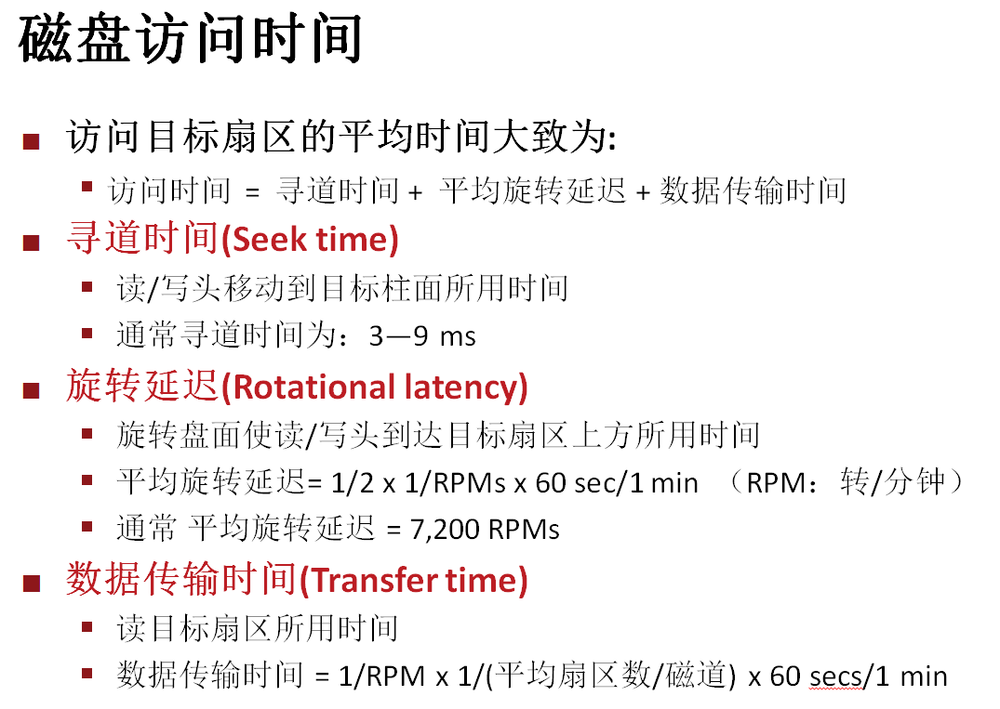 磁盘访问时间
访问目标扇区的平均时间大致为:
访问时间 = 寻道时间 + 平均旋转延迟 + 数据传输时间
寻道时间(Seek time)
读/写头移动到目标柱面所用时间
通常寻道时间为：3—9 ms
旋转延迟(Rotational latency)
旋转盘面使读/写头到达目标扇区上方所用时间
平均旋转延迟= 1/2 x 1/RPMs x 60 sec/1 min （RPM：转/分钟）
通常 平均旋转延迟 = 7,200 RPMs
数据传输时间(Transfer time)
读目标扇区所用时间
数据传输时间 = 1/RPM x 1/(平均扇区数/磁道) x 60 secs/1 min